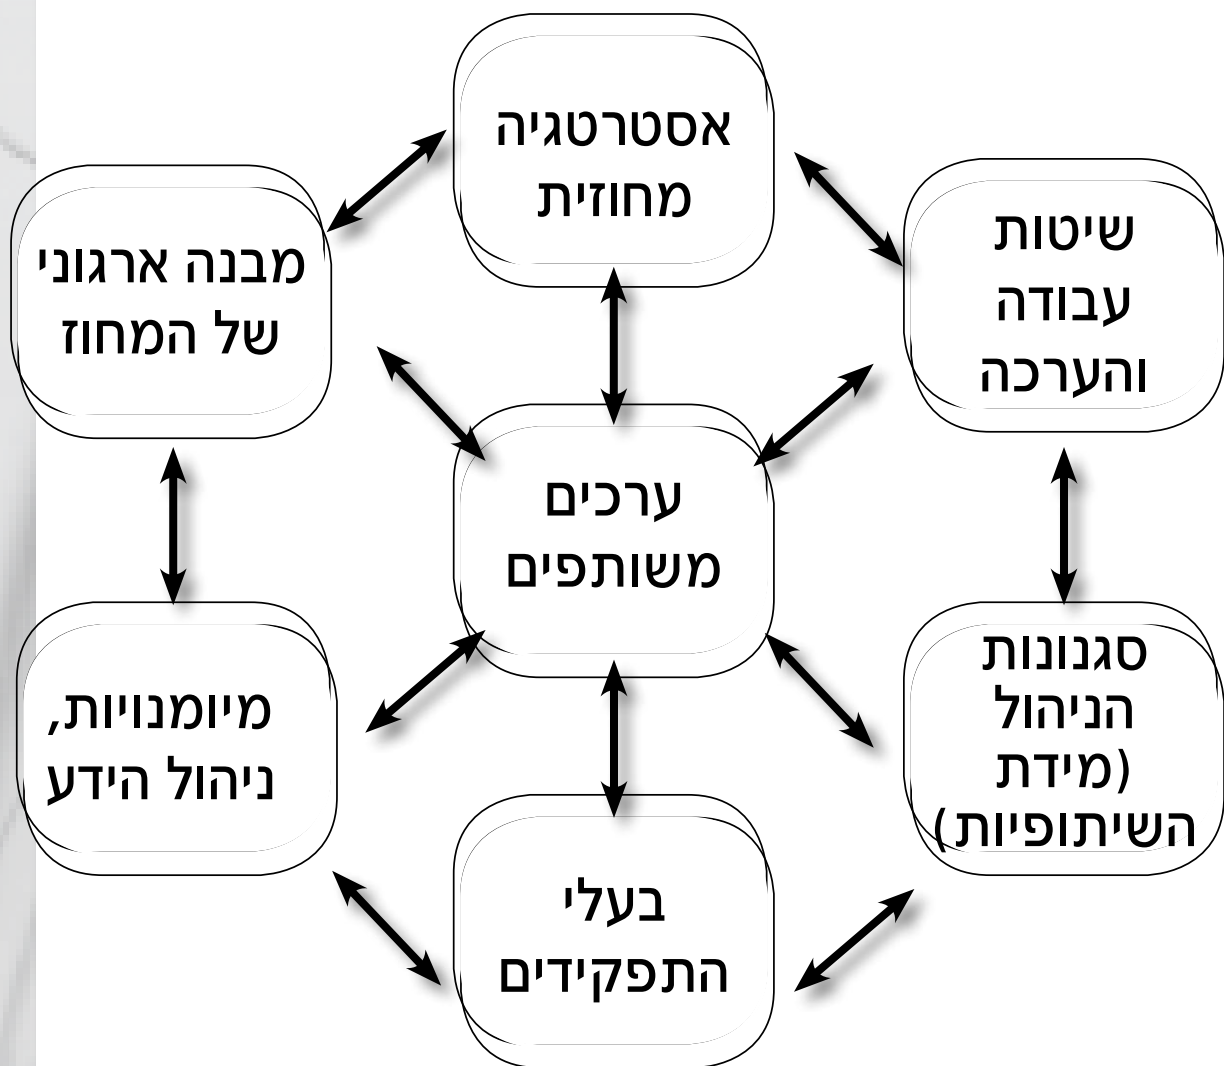 אסטרטגיה
מחוזית
שיטות
עבודה
והערכה
מבנה ארגוני
של המחוז
ערכים
משותפים
סגנונות
הניהול
(מידת
השיתופיות)
מיומנויות,
ניהול הידע
בעלי
התפקידים